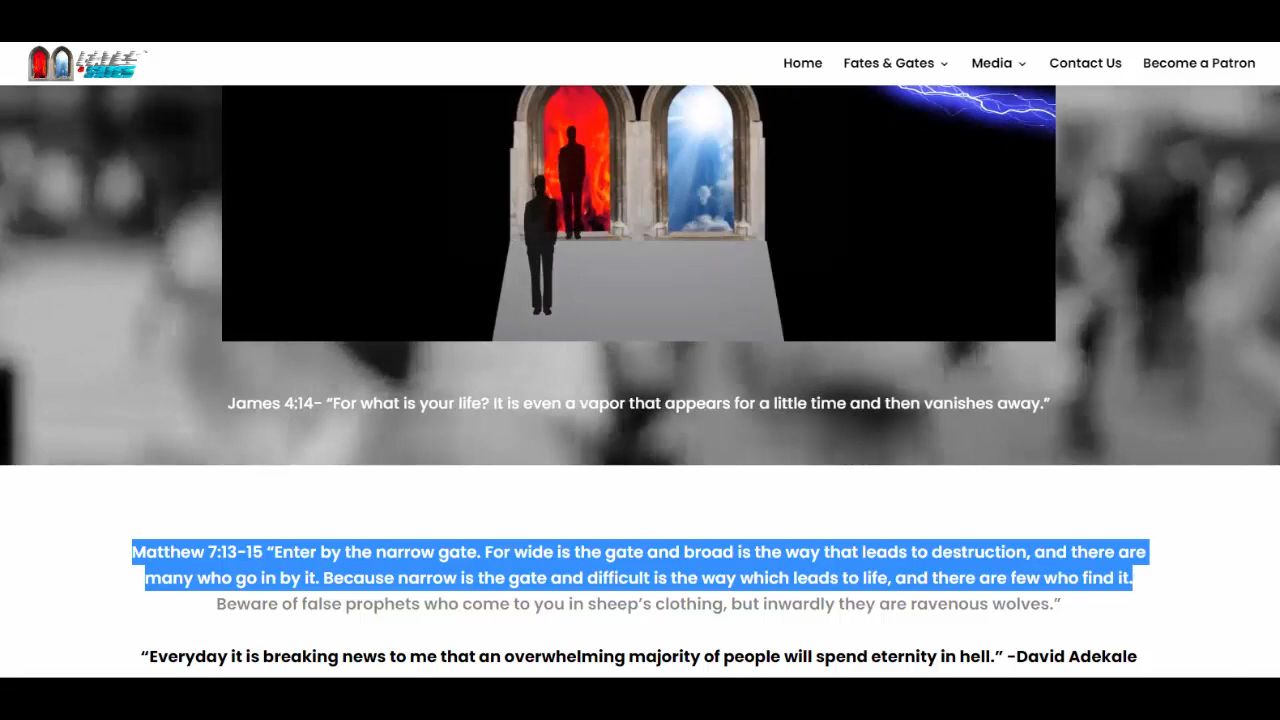 Home Fates & Gates Media Contact Us Become a Patron
James 4:14- “For what is your life? It is even a vapor that appears for a little time and then vanishes away.”
Matthew 7:13-15 “Enter by the narrow gate. For wide is the gate and broad is the way that leads to destruction, and there are
many who go in by it. Because narrow is the gate and difficult is the way which leads to life, and there are few who find it.
Beware of false prophets who come to you in sheep’s clothing, but inwardly they are ravenous wolves.”
“Everyday it is breaking news to me that an overwhelming majority of people will spend eternity in hell.” -David Adekale